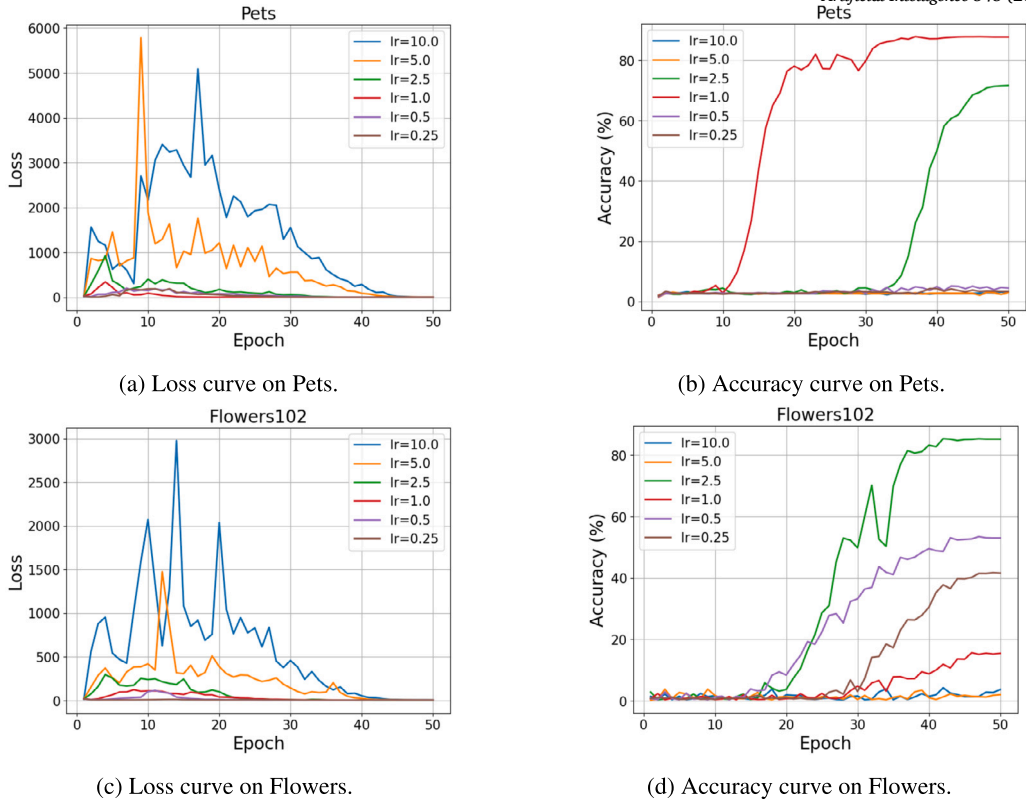 Pets
6000
5000
4000
3000
2000
1000
0
Loss
0 10 20 30 40 50
Epoch
lr=10.0
lr=5.0
lr=2.5
lr=1.0
lr=0.5
lr=0.25
(a) Loss curve on Pets.
Pets
80
60
40
20
0
Accuracy (%)
0 10 20 30 40 50
Epoch
lr=10.0
lr=5.0
lr=2.5
lr=1.0
lr=0.5
lr=0.25
(b) Accuracy curve on Pets.
Flowers102
3000
2500
2000
1500
1000
500
0
Loss
0 10 20 30 40 50
Epoch
lr=10.0
lr=5.0
lr=2.5
lr=1.0
lr=0.5
lr=0.25
(c) Loss curve on Flowers.
Flowers102
80
60
40
20
0
Accuracy (%)
0 10 20 30 40 50
Epoch
lr=10.0
lr=5.0
lr=2.5
lr=1.0
lr=0.5
lr=0.25
(d) Accuracy curve on Flowers.